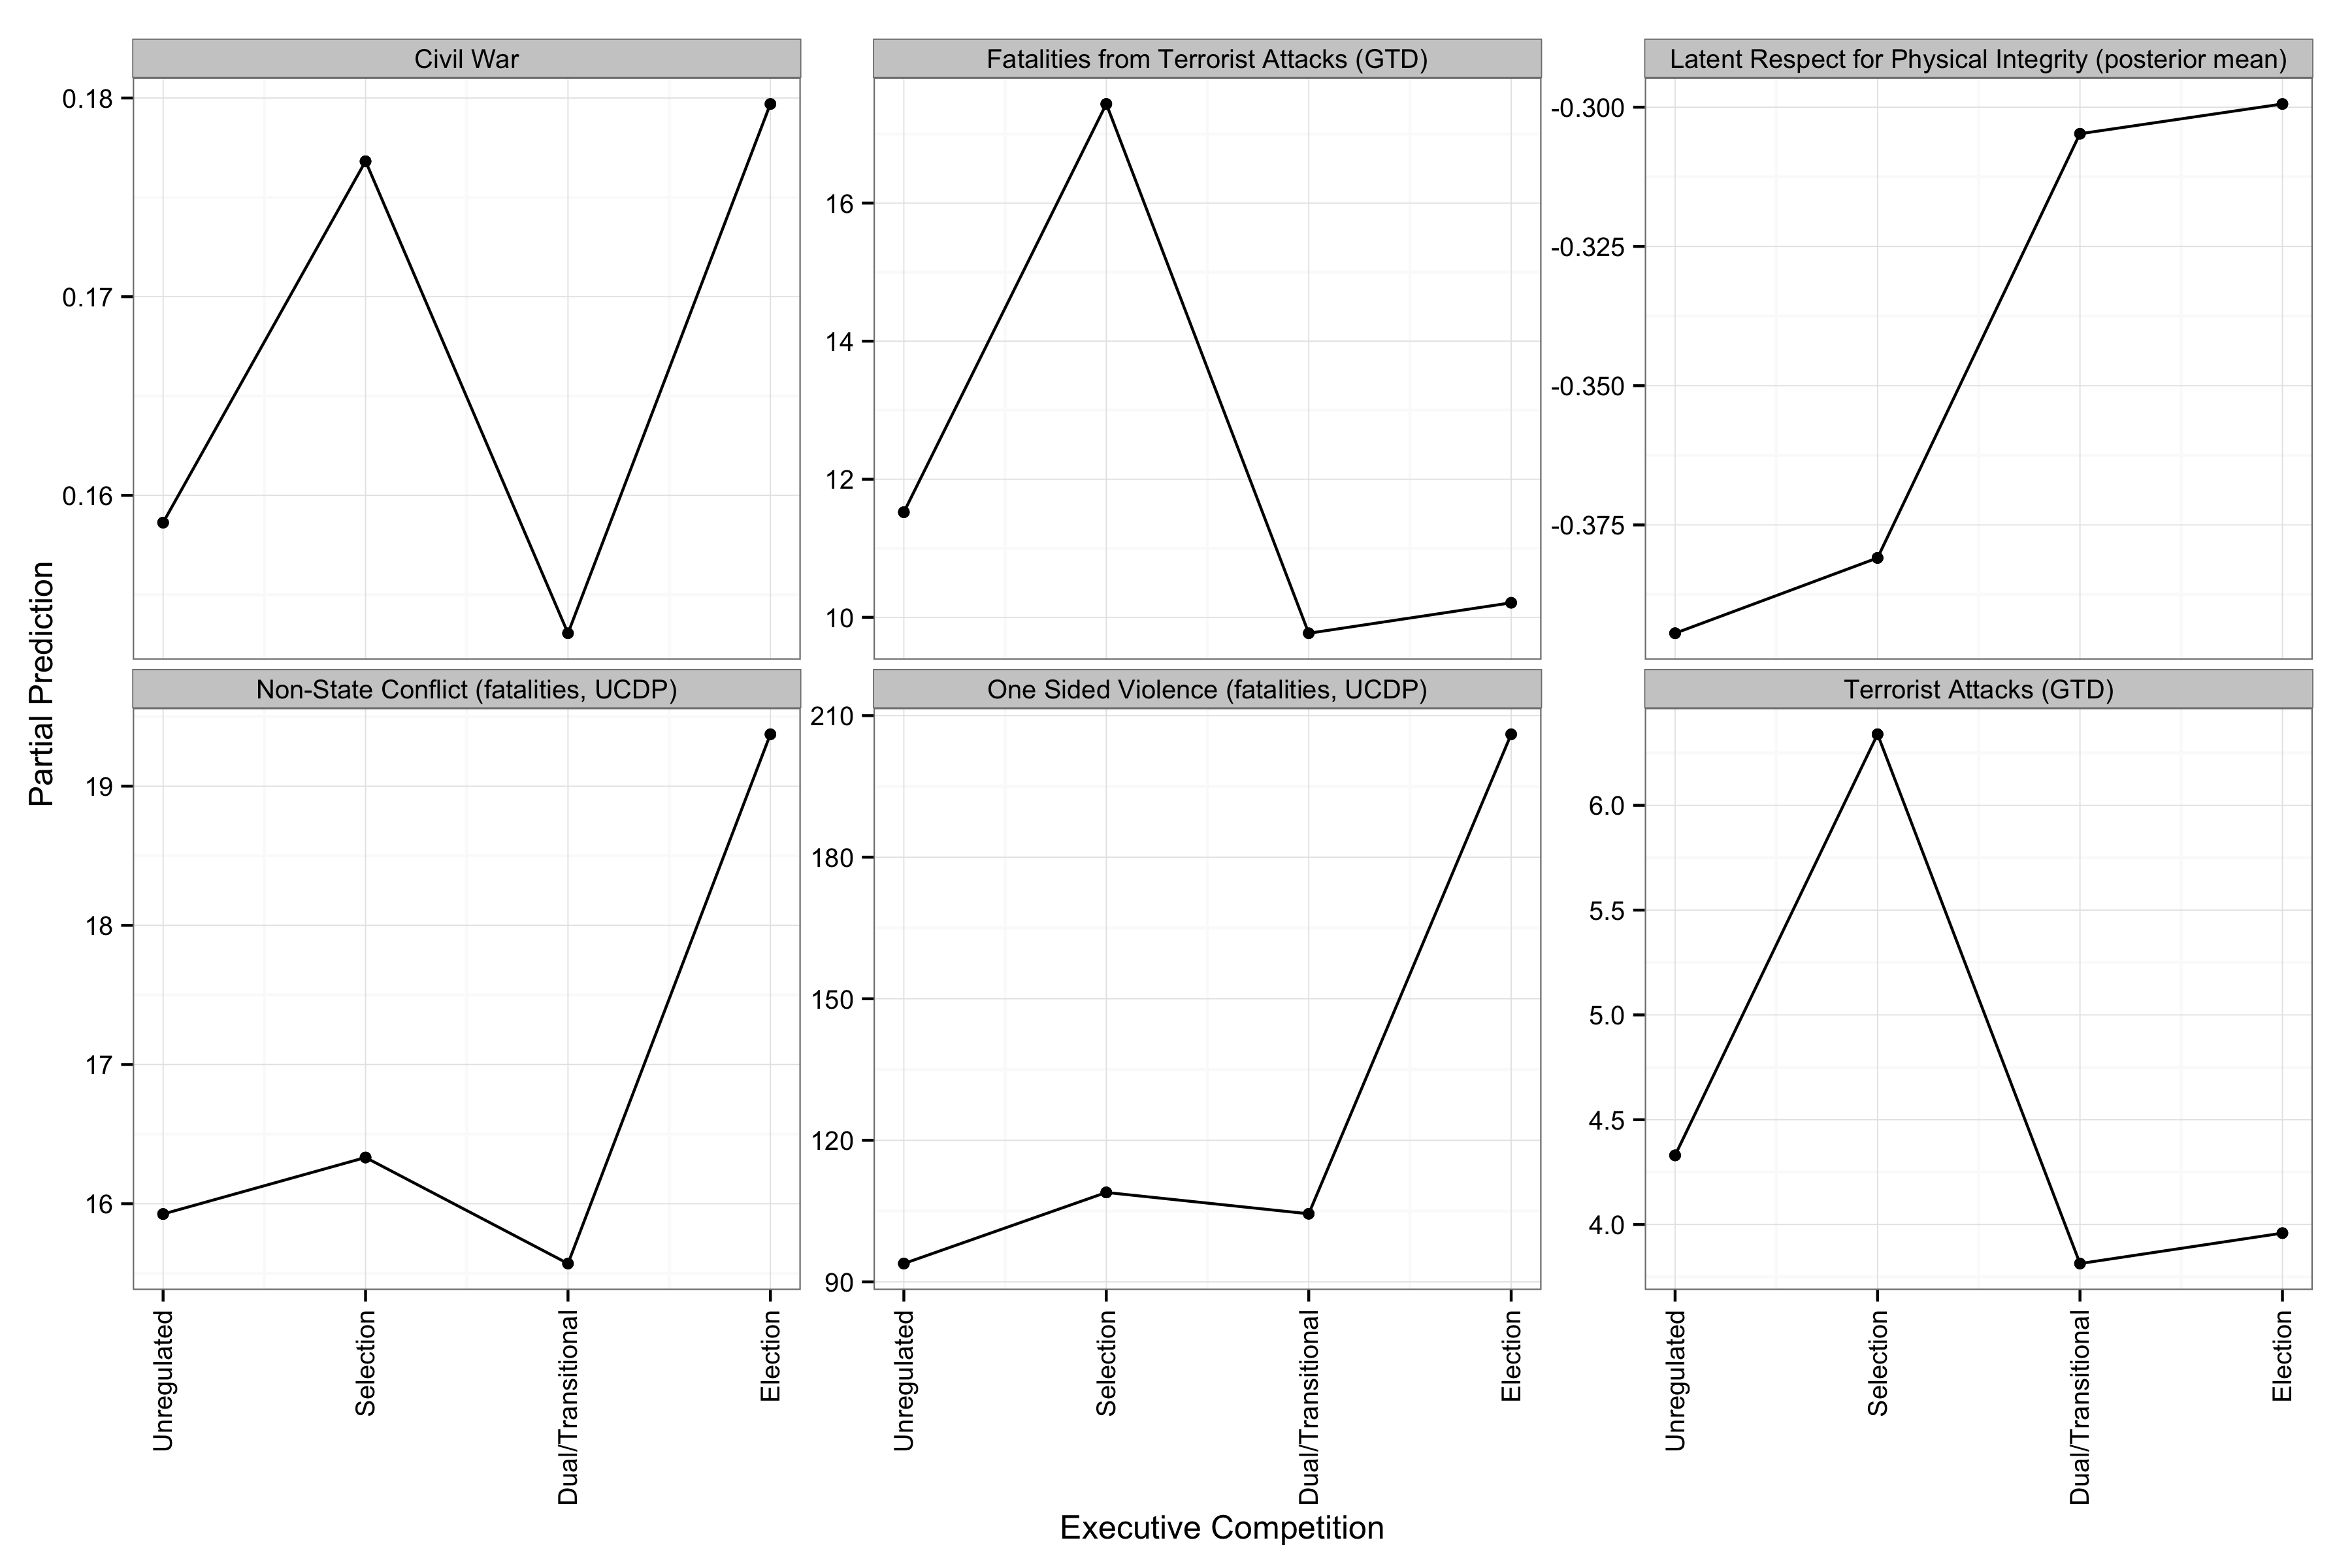 Civil War
Fatalities from Terrorist Attacks (GTD)
Latent Respect for Physical Integrity (posterior mean)
0.18
0.17
0.16
16
14
12
10
-0.300
-0.325
-0.350
-0.375
Partial Prediction
Non-State Conflict (fatalities, UCDP)
One Sided Violence (fatalities, UCDP)
Terrorist Attacks (GTD)
19
18
17
16
210
180
150
120
90
6.0
5.5
5.0
4.5
4.0
Unregulated
Selection
Dual/Transitional
Election
Unregulated
Selection
Dual/Transitional
Election
Unregulated
Selection
Dual/Transitional
Election
Executive Competition